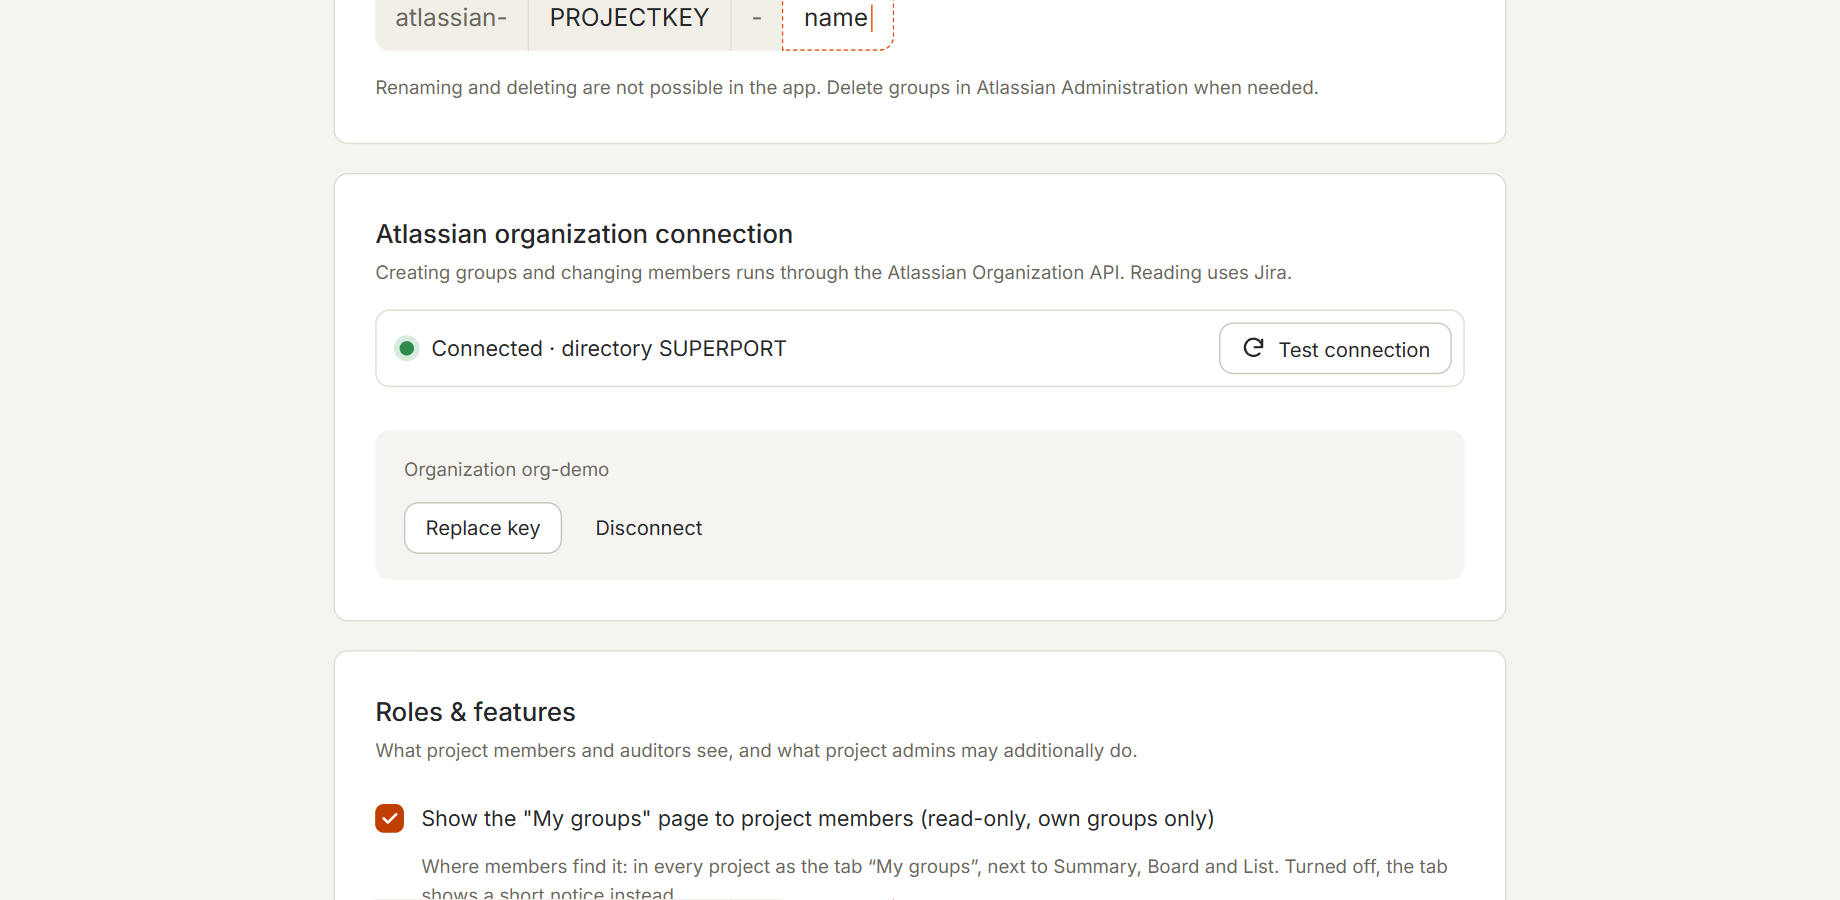 atlassian- PROJECTKEY - name
Renaming and deleting are not possible in the app. Delete groups in Atlassian Administration when needed.
Atlassian organization connection
Creating groups and changing members runs through the Atlassian Organization API. Reading uses Jira.
Connected · directory SUPERPORT
Test connection
Organization org-demo
Replace key
Disconnect
Roles & features
What project members and auditors see, and what project admins may additionally do.
Show the "My groups" page to project members (read-only, own groups only)
Where members find it: in every project as the tab “My groups”, next to Summary, Board and List. Turned off, the tab
shows a short notice instead.